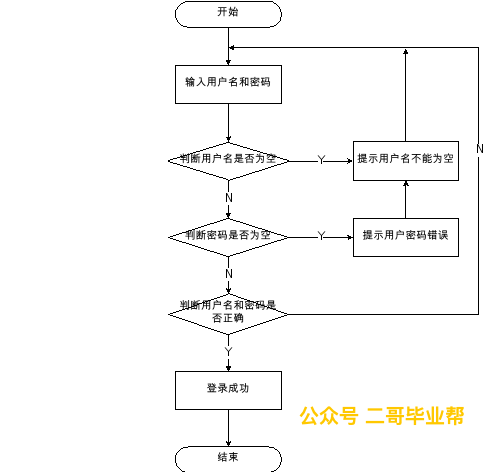 开始
输入用户名和密码
判断用户名是否为空
Y
提示用户名不能为空
N
N
判断密码是否为空
Y
提示用户密码错误
N
判断用户名和密码是
否正确
Y
登录成功
公众号 二哥毕业帮
结束